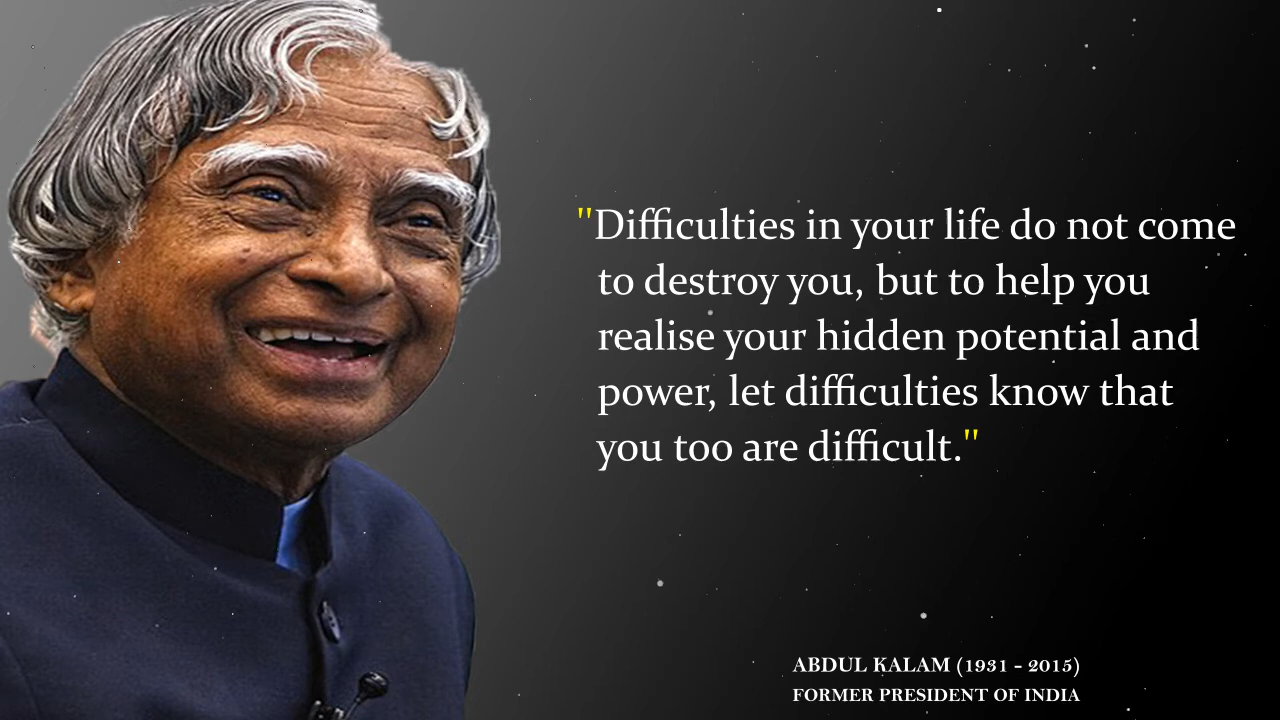 "Difficulties in your life do not come
to destroy you, but to help you
realise your hidden potential and
power, let difficulties know that
you too are difficult."
ABDUL KALAM (1931 - 2015)
FORMER PRESIDENT OF INDIA